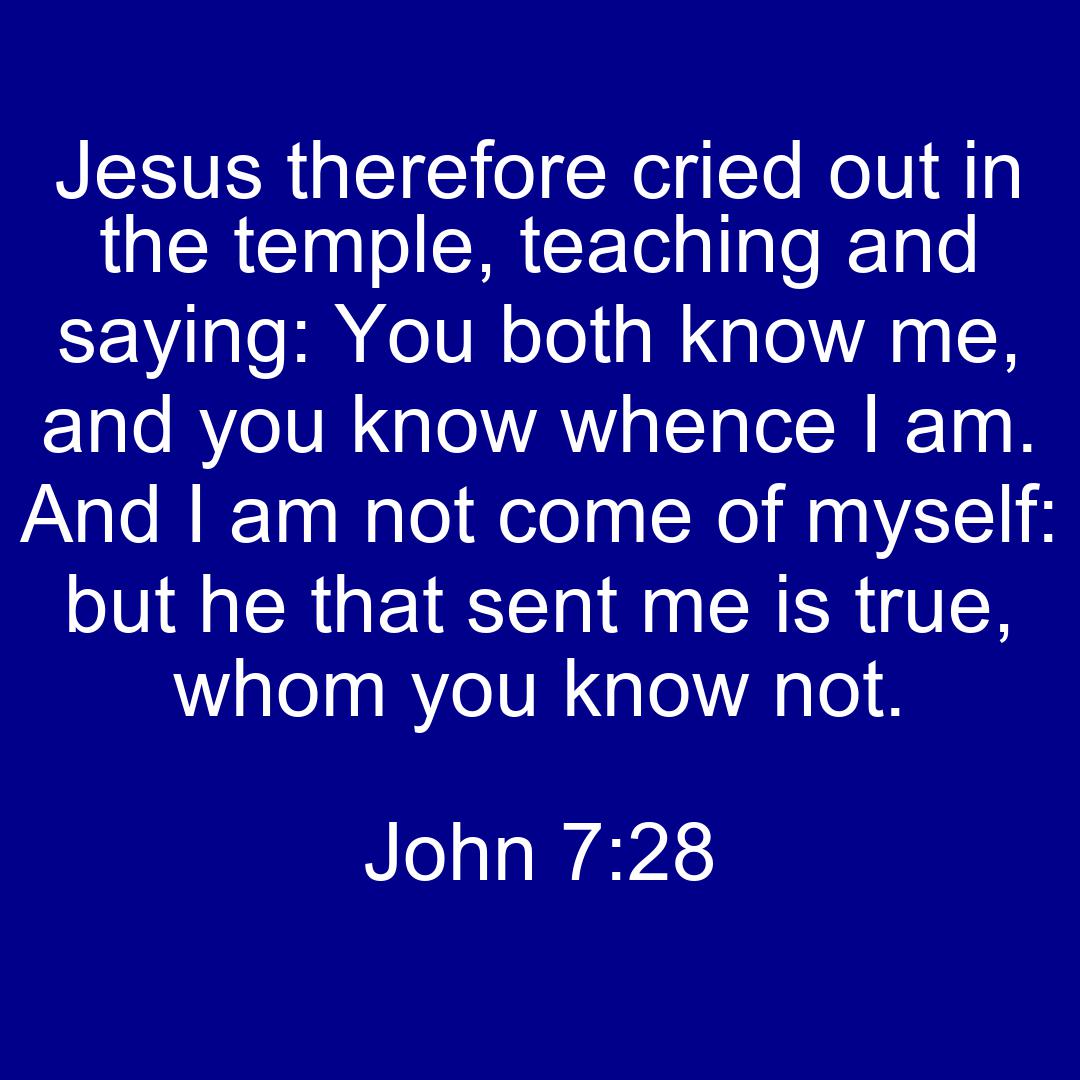 Jesus therefore cried out in
the temple, teaching and
saying: You both know me,
and you know whence I am.
And I am not come of myself:
but he that sent me is true,
whom you know not.
John 7:28